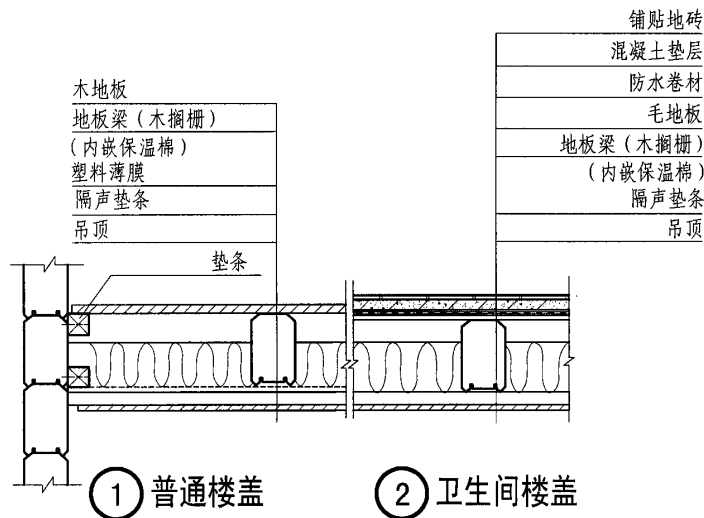 木地板
地板梁（木搁栅）
（内嵌保温棉）
塑料薄膜
隔声垫条
吊顶
垫条
铺贴地砖
混凝土垫层
防水卷材
毛地板
地板梁（木搁栅）
（内嵌保温棉）
隔声垫条
吊顶
1 普通楼盖
2 卫生间楼盖